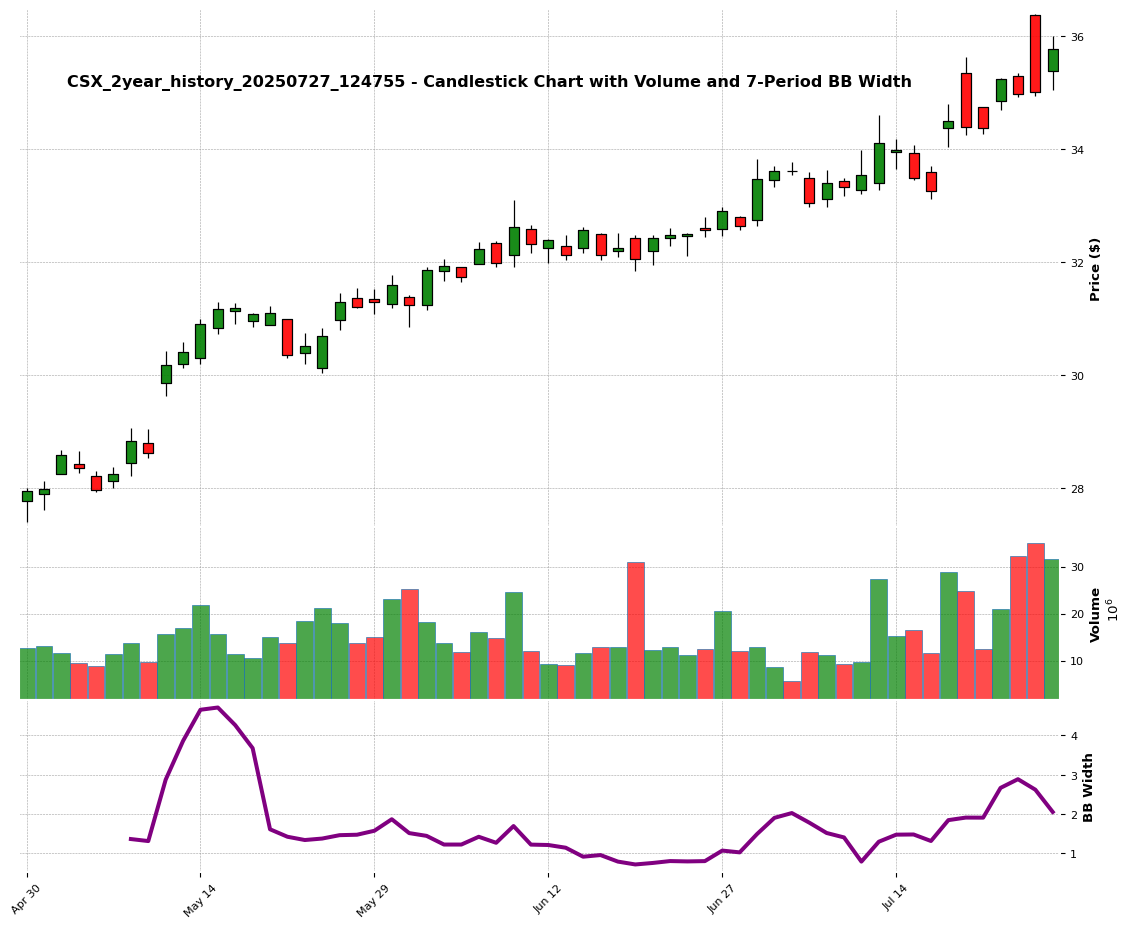 CSX_2year_history_20250727_124755 - Candlestick Chart with Volume and 7-Period BB Width
36
34
32
30
28
Price ($)
30
20
10
Volume
10^6
4
3
2
1
BB Width
Apr 30
May 14
May 29
Jun 12
Jun 27
Jul 14